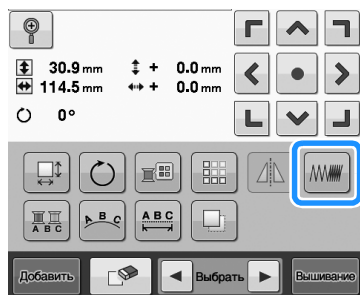 30.9 mm + 0.0 mm
114.5 mm + 0.0 mm
0°
A B C A B C A B C
Добавить Выбрать Вышивание